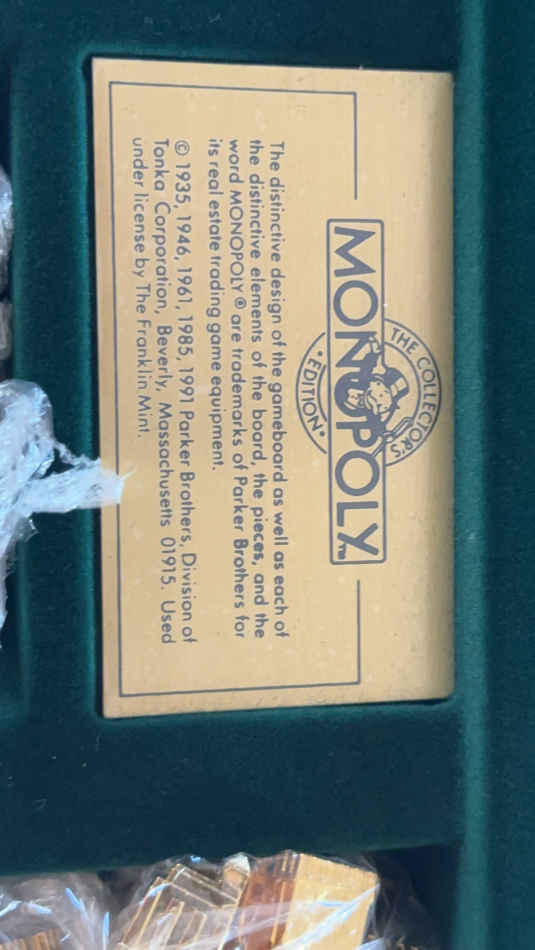 THE COLLECTOR'S
MONOPOLY™
• EDITION •
The distinctive design of the gameboard as well as each of
the distinctive elements of the board, the pieces, and the
word MONOPOLY® are trademarks of Parker Brothers for
its real estate trading game equipment.
© 1935, 1946, 1961, 1985, 1991 Parker Brothers, Division of
Tonka Corporation, Beverly, Massachusetts 01915. Used
under license by The Franklin Mint.